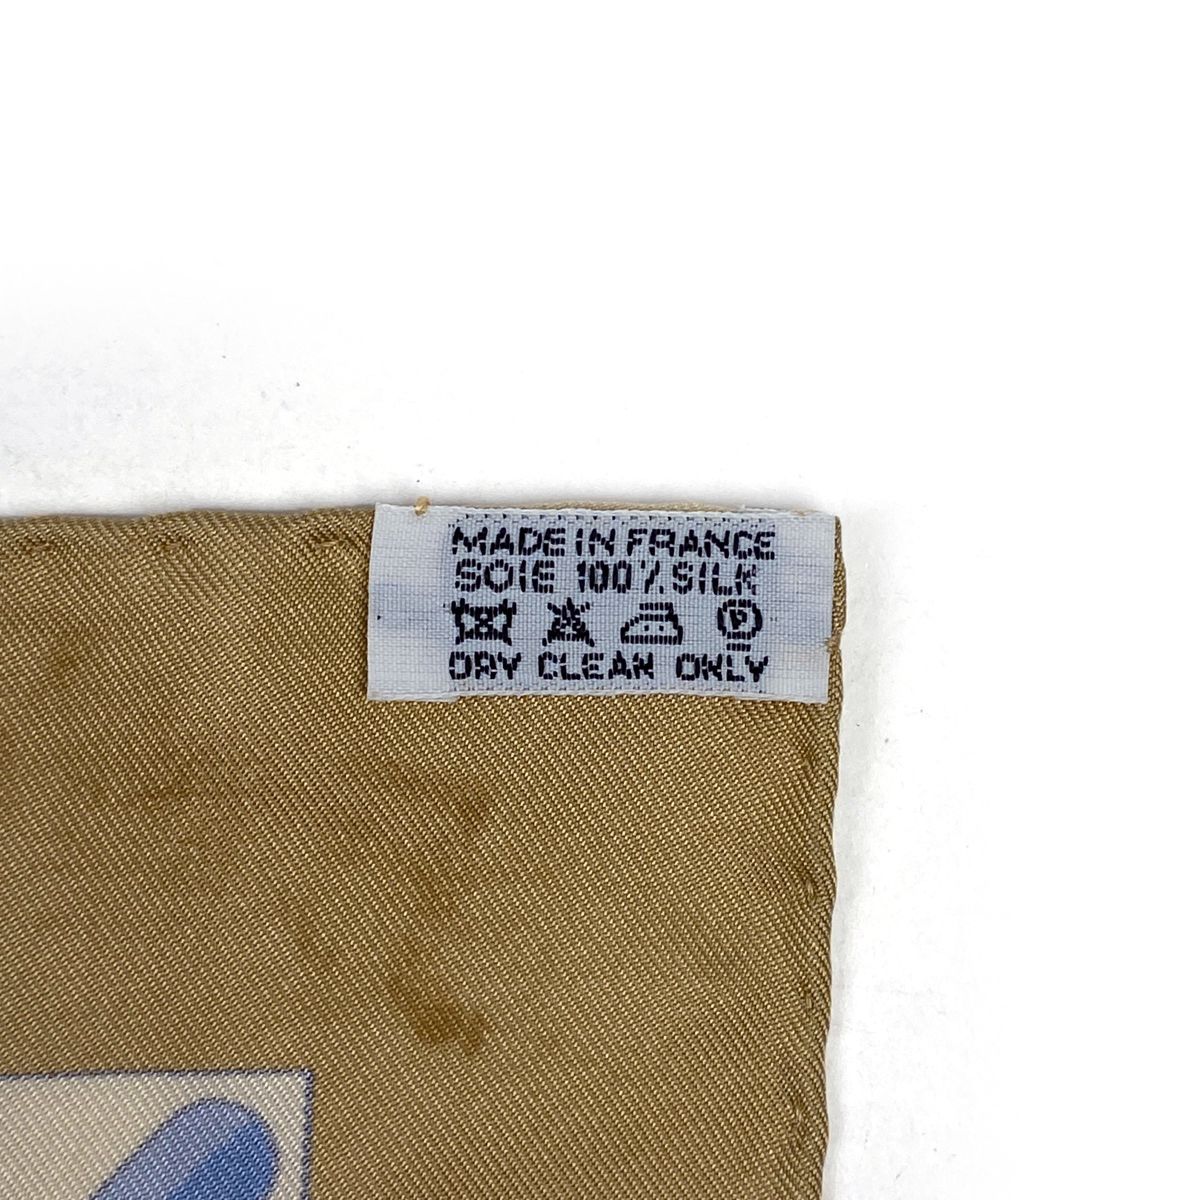 MADE IN FRANCE
SOIE 100% SILK
P
DRY CLEAN ONLY